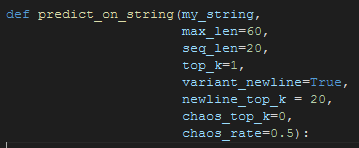 def predict_on_string(my_string,
max_len=60,
seq_len=20,
top_k=1,
variant_newline=True,
newline_top_k = 20,
chaos_top_k=0,
chaos_rate=0.5):